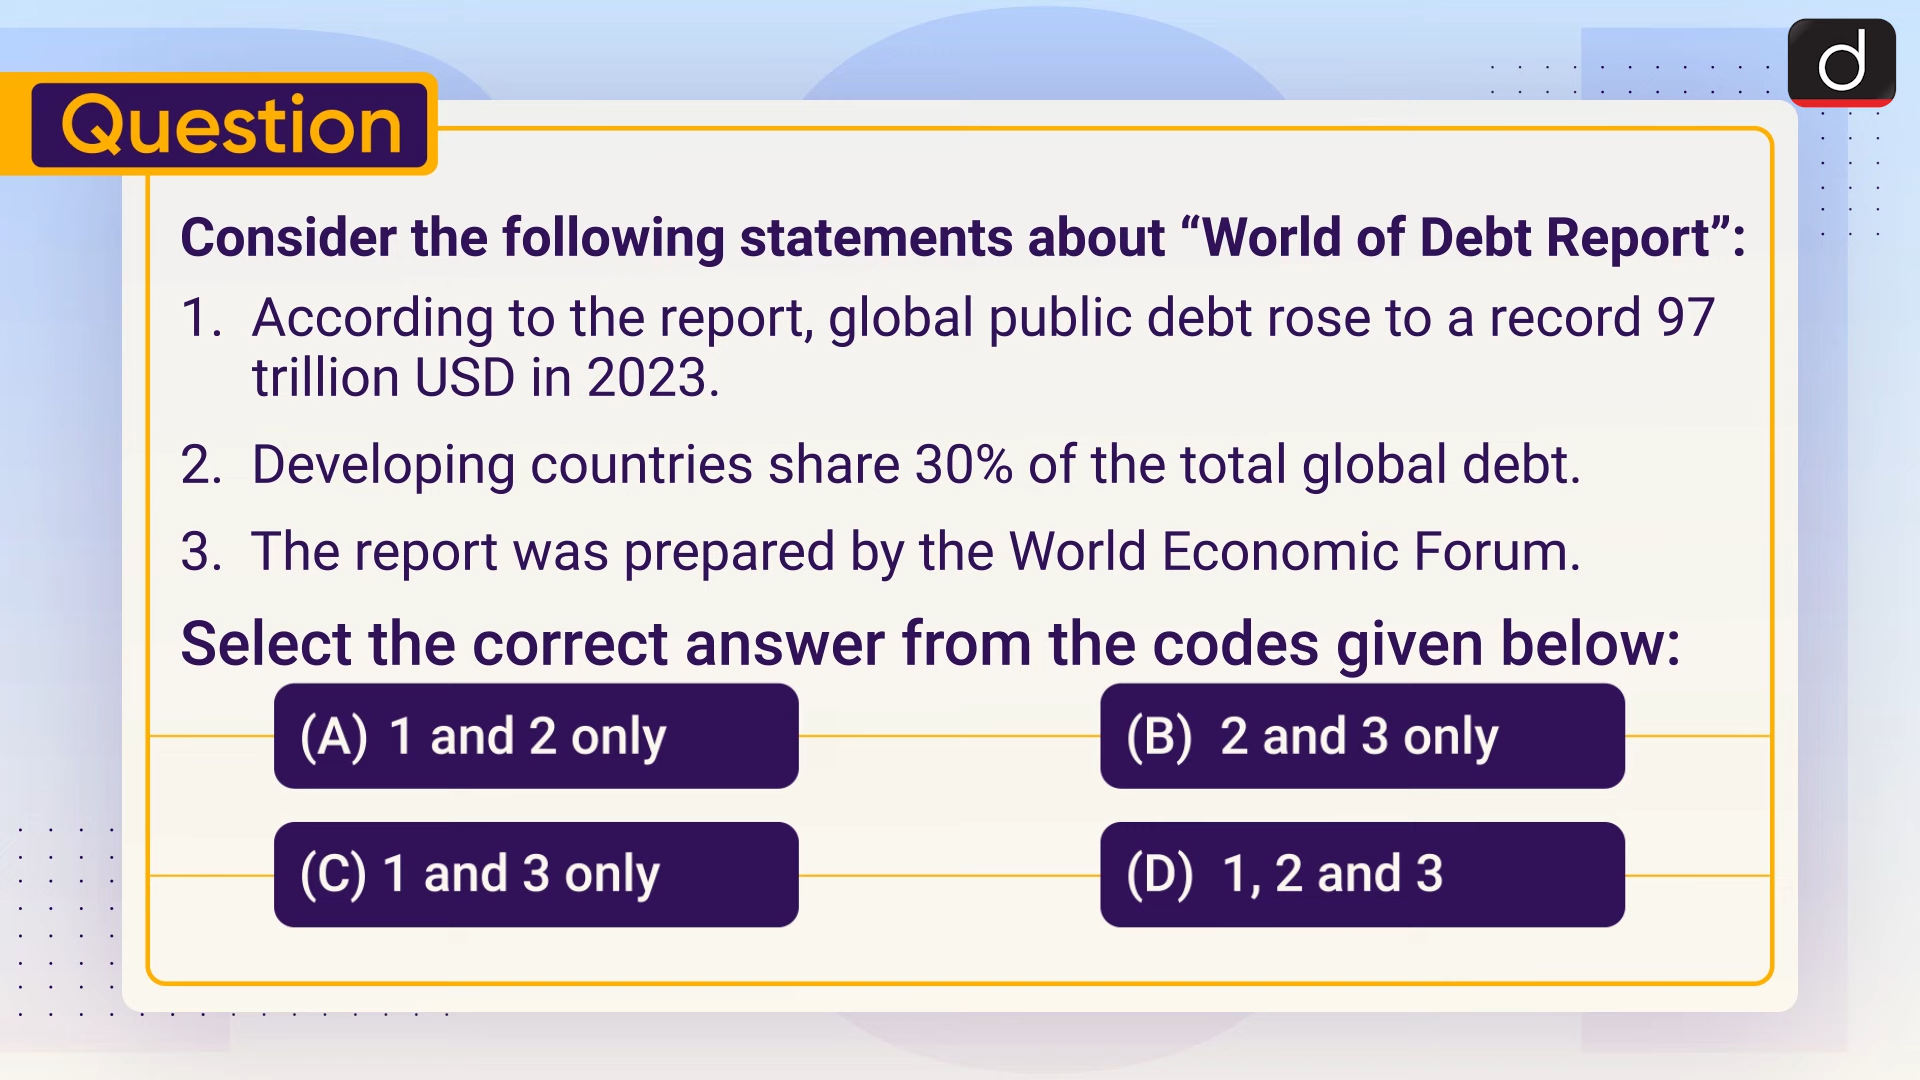 Question
Consider the following statements about “World of Debt Report”:
1. According to the report, global public debt rose to a record 97
trillion USD in 2023.
2. Developing countries share 30% of the total global debt.
3. The report was prepared by the World Economic Forum.
Select the correct answer from the codes given below:
(A) 1 and 2 only
(B) 2 and 3 only
(C) 1 and 3 only
(D) 1, 2 and 3
d